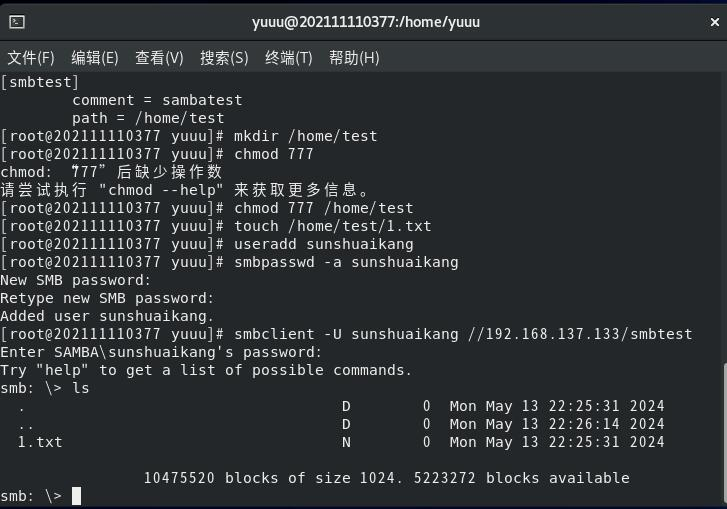 yuuu@202111110377:/home/yuuu
文件(F) 编辑(E) 查看(V) 搜索(S) 终端(T) 帮助(H)
[smbtest]
        comment = sambatest
        path = /home/test
[root@202111110377 yuuu]# mkdir /home/test
[root@202111110377 yuuu]# chmod 777
chmod: “777”后缺少操作数
请尝试执行 "chmod --help" 来获取更多信息。
[root@202111110377 yuuu]# chmod 777 /home/test
[root@202111110377 yuuu]# touch /home/test/1.txt
[root@202111110377 yuuu]# useradd sunshuaikang
[root@202111110377 yuuu]# smbpasswd -a sunshuaikang
New SMB password:
Retype new SMB password:
Added user sunshuaikang.
[root@202111110377 yuuu]# smbclient -U sunshuaikang //192.168.137.133/smbtest
Enter SAMBA\sunshuaikang's password:
Try "help" to get a list of possible commands.
smb: \> ls
  .                                   D        0  Mon May 13 22:25:31 2024
  ..                                  D        0  Mon May 13 22:26:14 2024
  1.txt                               N        0  Mon May 13 22:25:31 2024
                10475520 blocks of size 1024. 5223272 blocks available
smb: \>